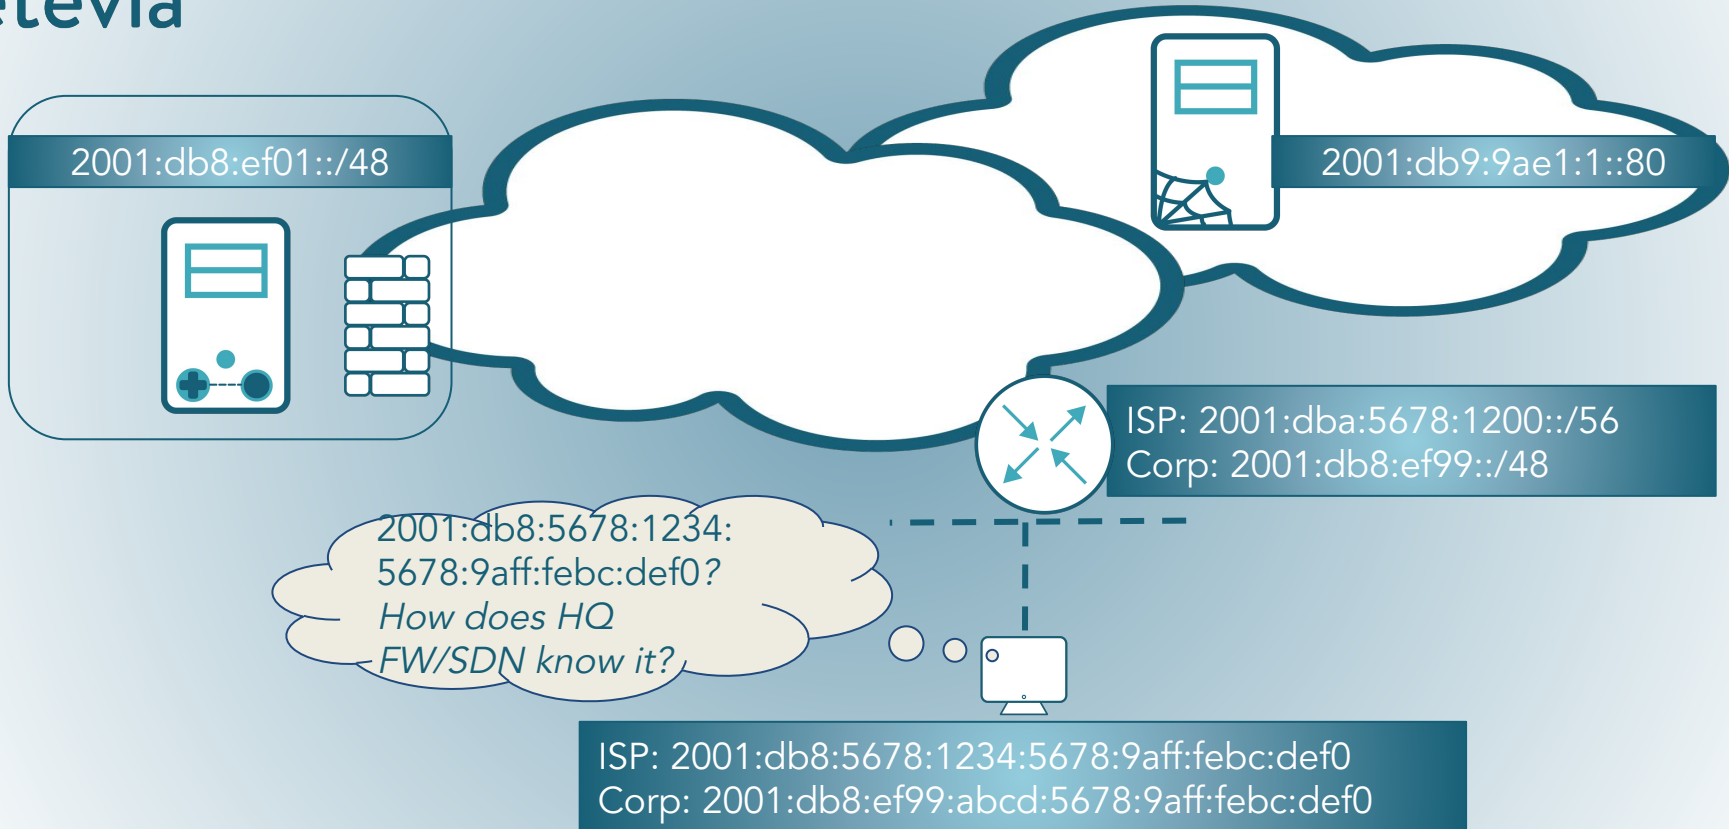 2001:db8:ef01::/48
2001:db9:9ae1:1::80
ISP: 2001:dba:5678:1200::/56
Corp: 2001:db8:ef99::/48
2001:db8:5678:1234:
5678:9aff:febc:def0?
How does HQ
FW/SDN know it?
ISP: 2001:db8:5678:1234:5678:9aff:febc:def0
Corp: 2001:db8:ef99:abcd:5678:9aff:febc:def0